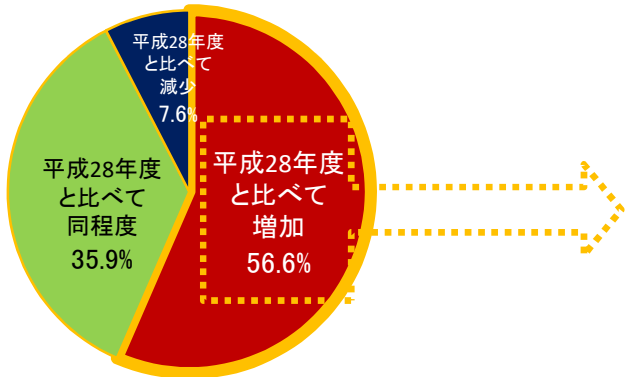 平成28年度
と比べて
減少
7.6%
平成28年度
と比べて
同程度
35.9%
平成28年度
と比べて
増加
56.6%